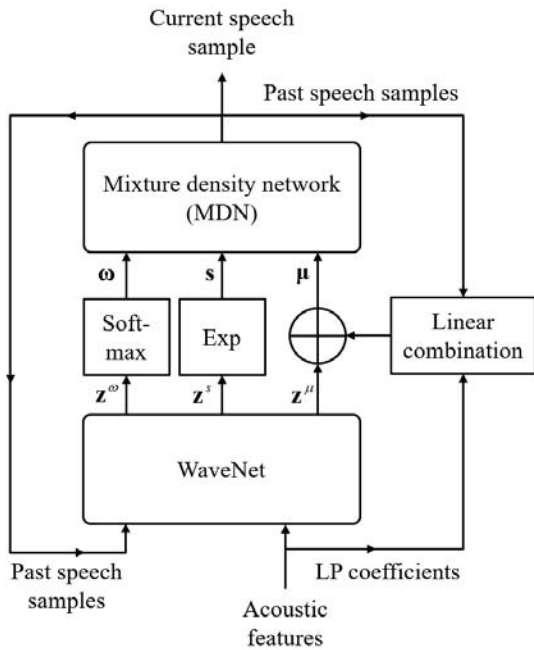 Current speech
sample
Past speech samples
Mixture density network
(MDN)
ω
s
μ
Soft-
max
Exp
Linear
combination
z^ω
z^s
z^μ
WaveNet
Past speech
samples
LP coefficients
Acoustic
features